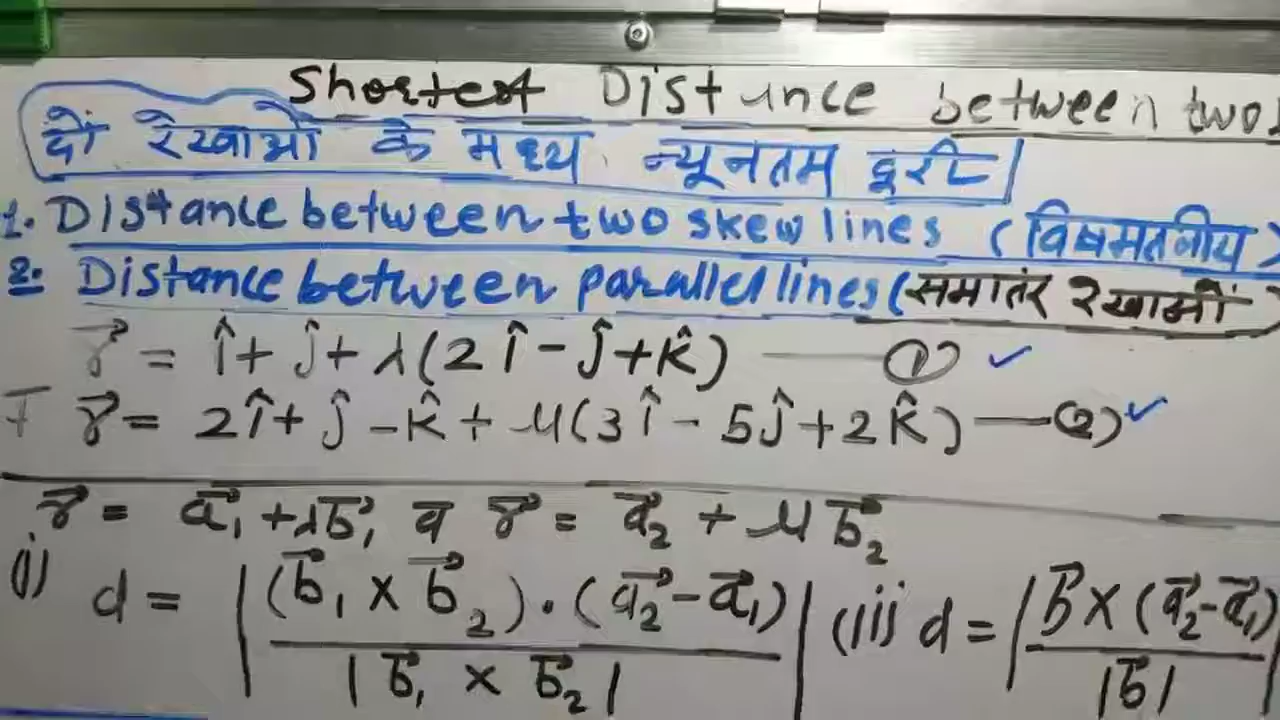 Shortest Distance between two
दो रेखाओं के मध्य न्यूनतम दूरी
1. Distance between two skew lines (विषमतलीय)
2. Distance between parallel lines (समातंर रेखाओं)
r⃗ = î + ĵ + λ(2î - ĵ + k̂) — ① ✓
r⃗ = 2î + ĵ - k̂ + μ(3î - 5ĵ + 2k̂) — (2) ✓
r⃗ = a⃗₁ + λb⃗₁ व r⃗ = a⃗₂ + μb⃗₂
(i) d = |(b⃗₁ × b⃗₂)·(a⃗₂ - a⃗₁) / |b⃗₁ × b⃗₂|| (ii) d = |b⃗ × (a⃗₂ - a⃗₁) / |b⃗||